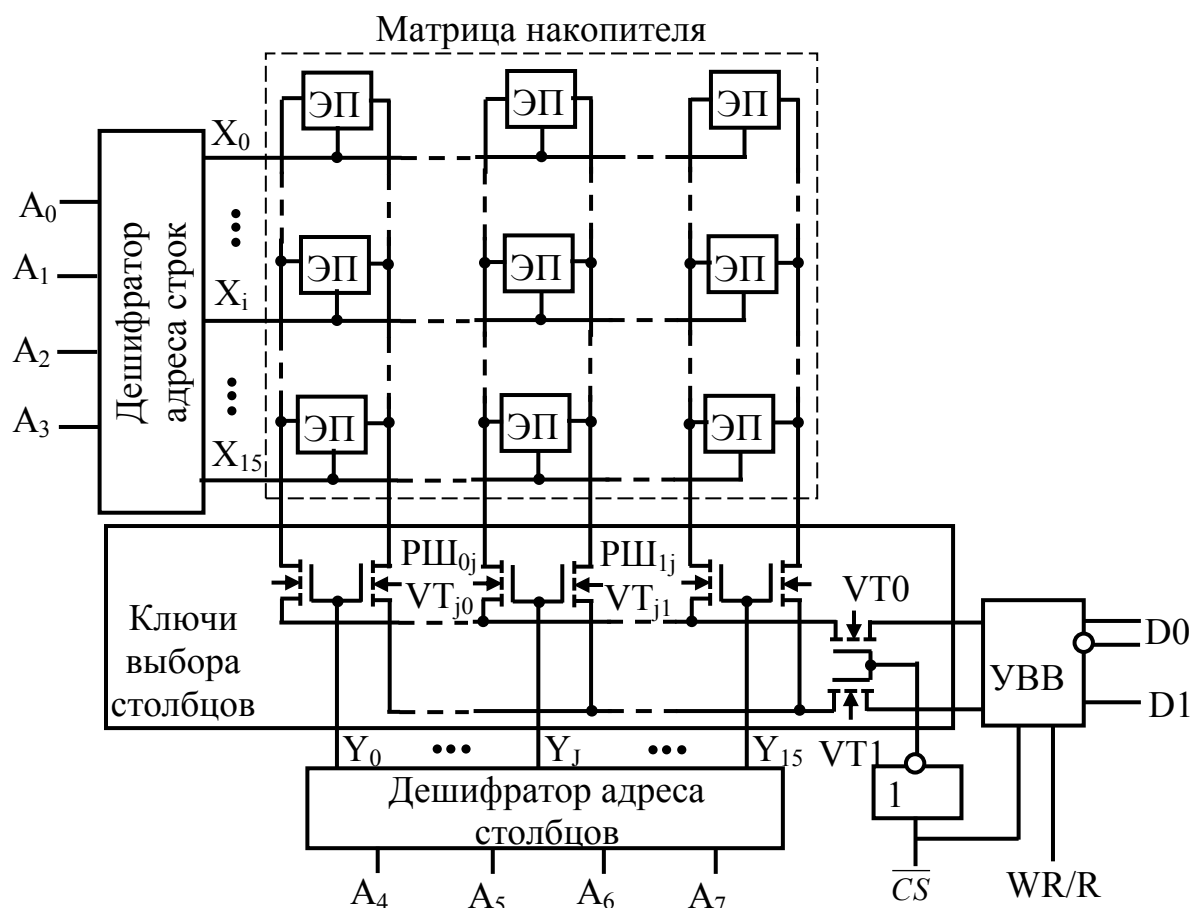 Матрица накопителя
ЭП ЭП ЭП
X₀
A₀
Дешифратор
адреса строк
A₁
ЭП ЭП ЭП
Xᵢ
A₂
A₃
ЭП ЭП ЭП
X₁₅
РШ₀ⱼ РШ₁ⱼ
VTⱼ₀ VTⱼ₁
VT0
Ключи
выбора
столбцов
УВВ
D0
D1
Y₀ Y_J Y₁₅
VT1
1
Дешифратор адреса
столбцов
A₄ A₅ A₆ A₇
C̅S̅
WR/R